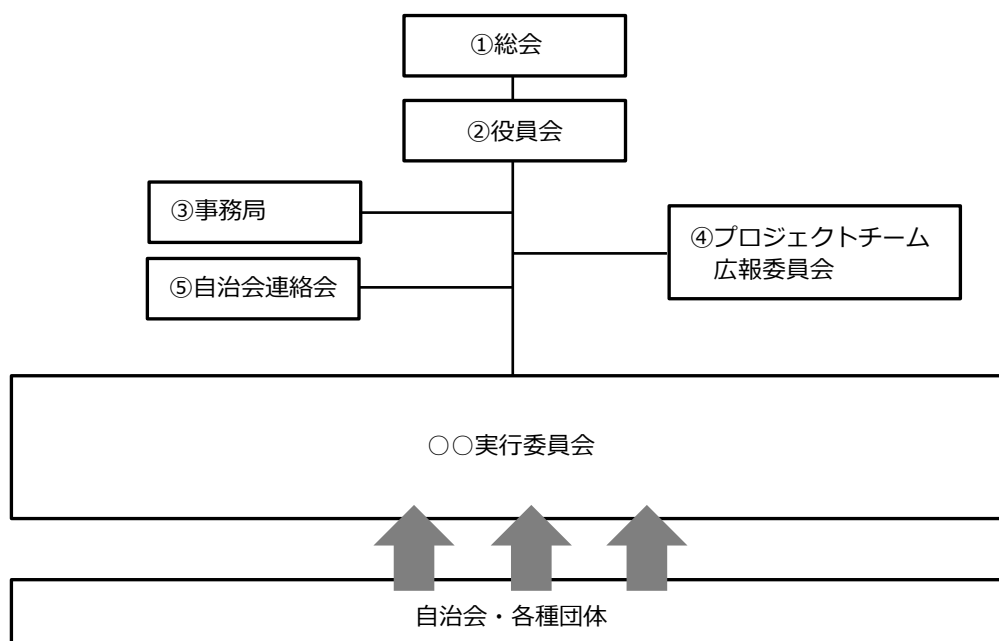 ①総会
②役員会
③事務局
④プロジェクトチーム
広報委員会
⑤自治会連絡会
○○実行委員会
自治会・各種団体